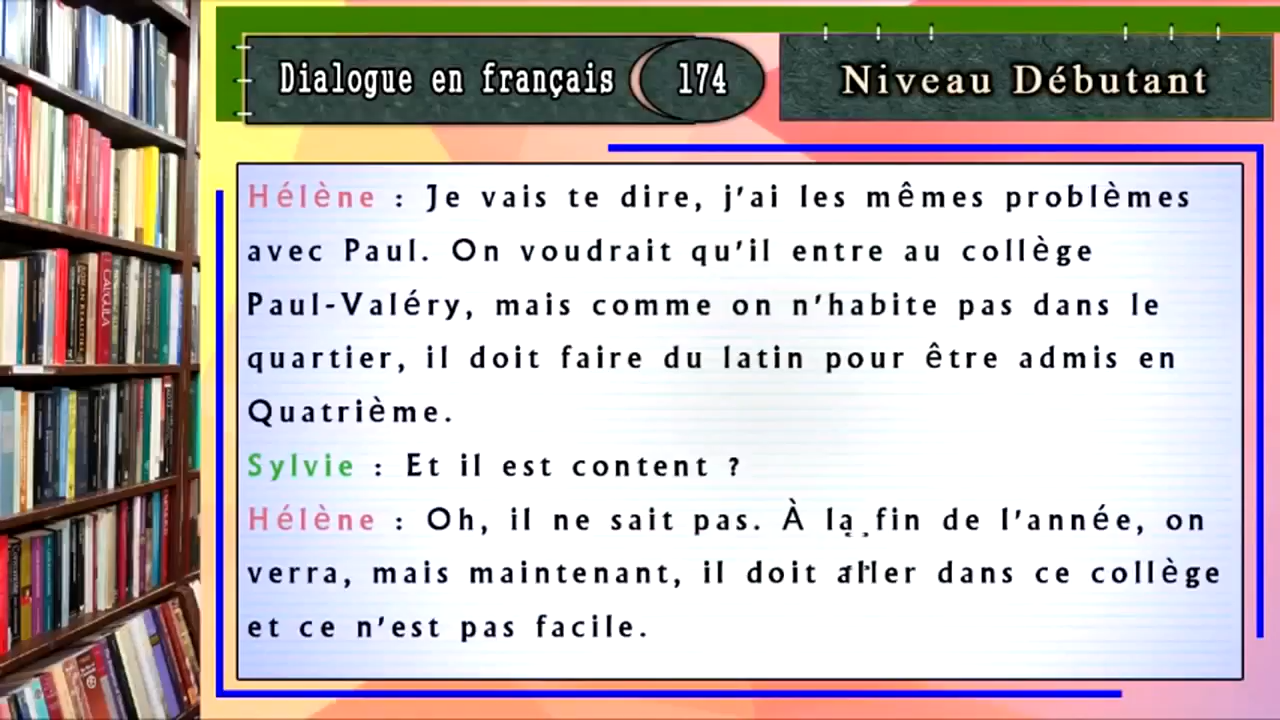 Dialogue en français 174 Niveau Débutant
Hélène : Je vais te dire, j'ai les mêmes problèmes
avec Paul. On voudrait qu'il entre au collège
Paul-Valéry, mais comme on n'habite pas dans le
quartier, il doit faire du latin pour être admis en
Quatrième.
Sylvie : Et il est content ?
Hélène : Oh, il ne sait pas. À la fin de l'année, on
verra, mais maintenant, il doit aller dans ce collège
et ce n'est pas facile.
CALIGULA